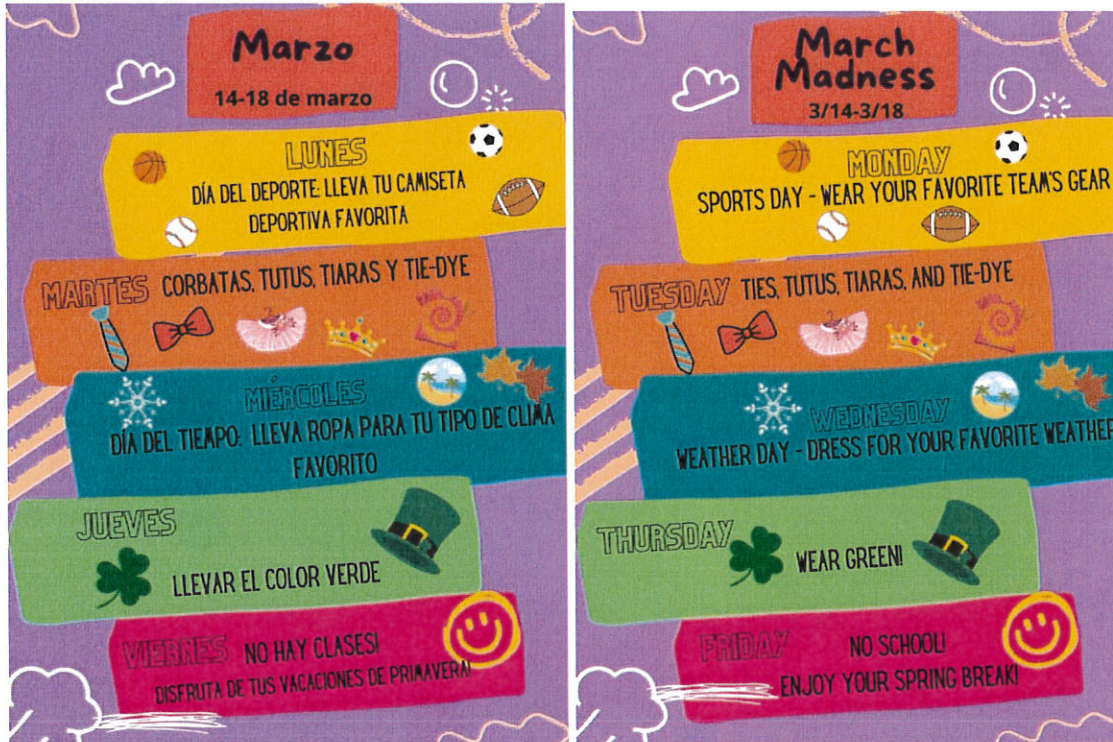 Marzo
14-18 de marzo
LUNES
DÍA DEL DEPORTE: LLEVA TU CAMISETA
DEPORTIVA FAVORITA
MARTES CORBATAS, TUTUS, TIARAS Y TIE-DYE
MIÉRCOLES
DÍA DEL TIEMPO: LLEVA ROPA PARA TU TIPO DE CLIMA
FAVORITO
JUEVES
LLEVAR EL COLOR VERDE
VIERNES NO HAY CLASES!
DISFRUTA DE TUS VACACIONES DE PRIMAVERA!
March
Madness
3/14-3/18
MONDAY
SPORTS DAY - WEAR YOUR FAVORITE TEAM'S GEAR
TUESDAY TIES, TUTUS, TIARAS, AND TIE-DYE
WEDNESDAY
WEATHER DAY - DRESS FOR YOUR FAVORITE WEATHER
THURSDAY
WEAR GREEN!
FRIDAY NO SCHOOL!
ENJOY YOUR SPRING BREAK!